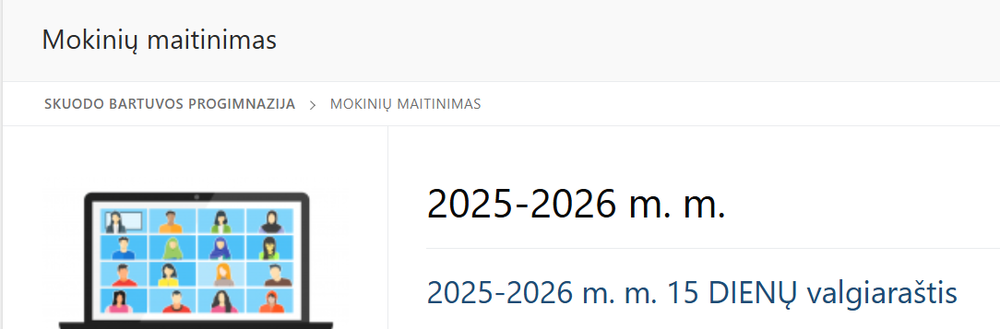 Mokinių maitinimas
SKUODO BARTUVOS PROGIMNAZIJA > MOKINIŲ MAITINIMAS
2025-2026 m. m.
2025-2026 m. m. 15 DIENŲ valgiaraštis